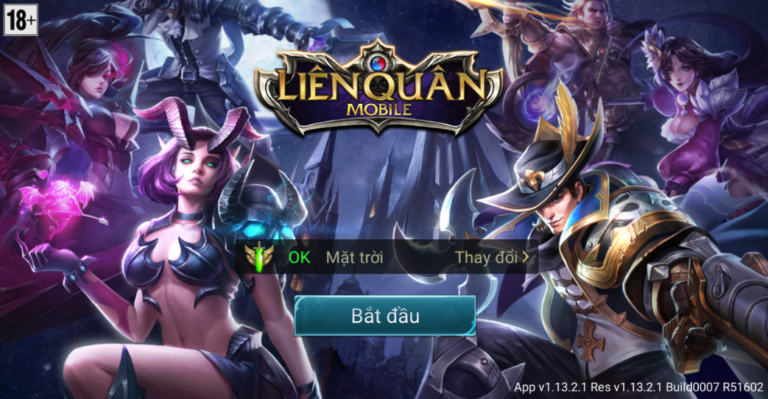 18+
LIÊN QUÂN
MOBILE
OK Mặt trời Thay đổi >
Bắt đầu
App v1.13.2.1 Res v1.13.2.1 Build0007 R51602